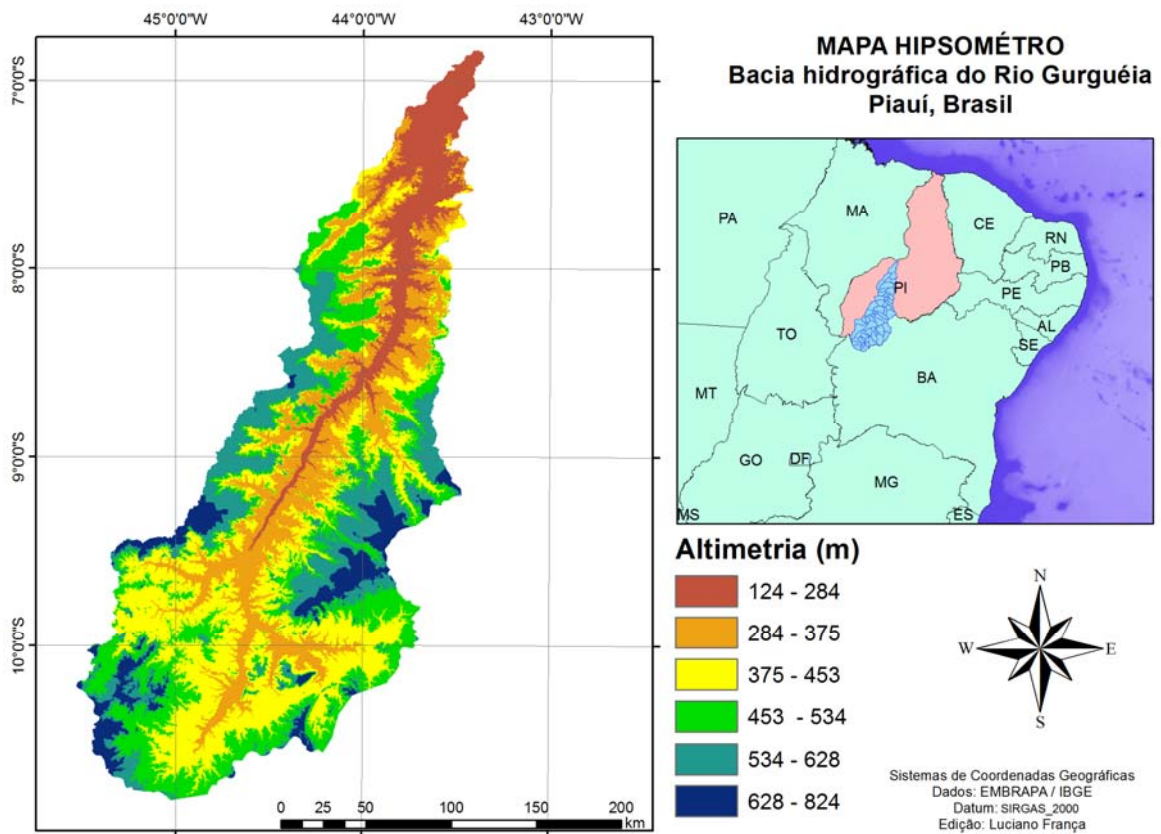 45°0'0"S
44°0'0"S
43°0'0"S
7°0'0"S
8°0'0"S
9°0'0"S
10°0'0"S
0 25 50 100 150 200
km
MAPA HIPSOMÉTRO
Bacia hidrográfica do Rio Gurguéia
Piauí, Brasil
PA
MA
CE
RN
PB
PI
PE
AL
SE
TO
BA
MT
GO
DF
MG
MS
ES
Altimetria (m)
124 - 284
284 - 375
375 - 453
453 - 534
534 - 628
628 - 824
N
W
E
S
Sistemas de Coordenadas Geográficas
Dados: EMBRAPA / IBGE
Datum: SIRGAS_2000
Edição: Luciano França